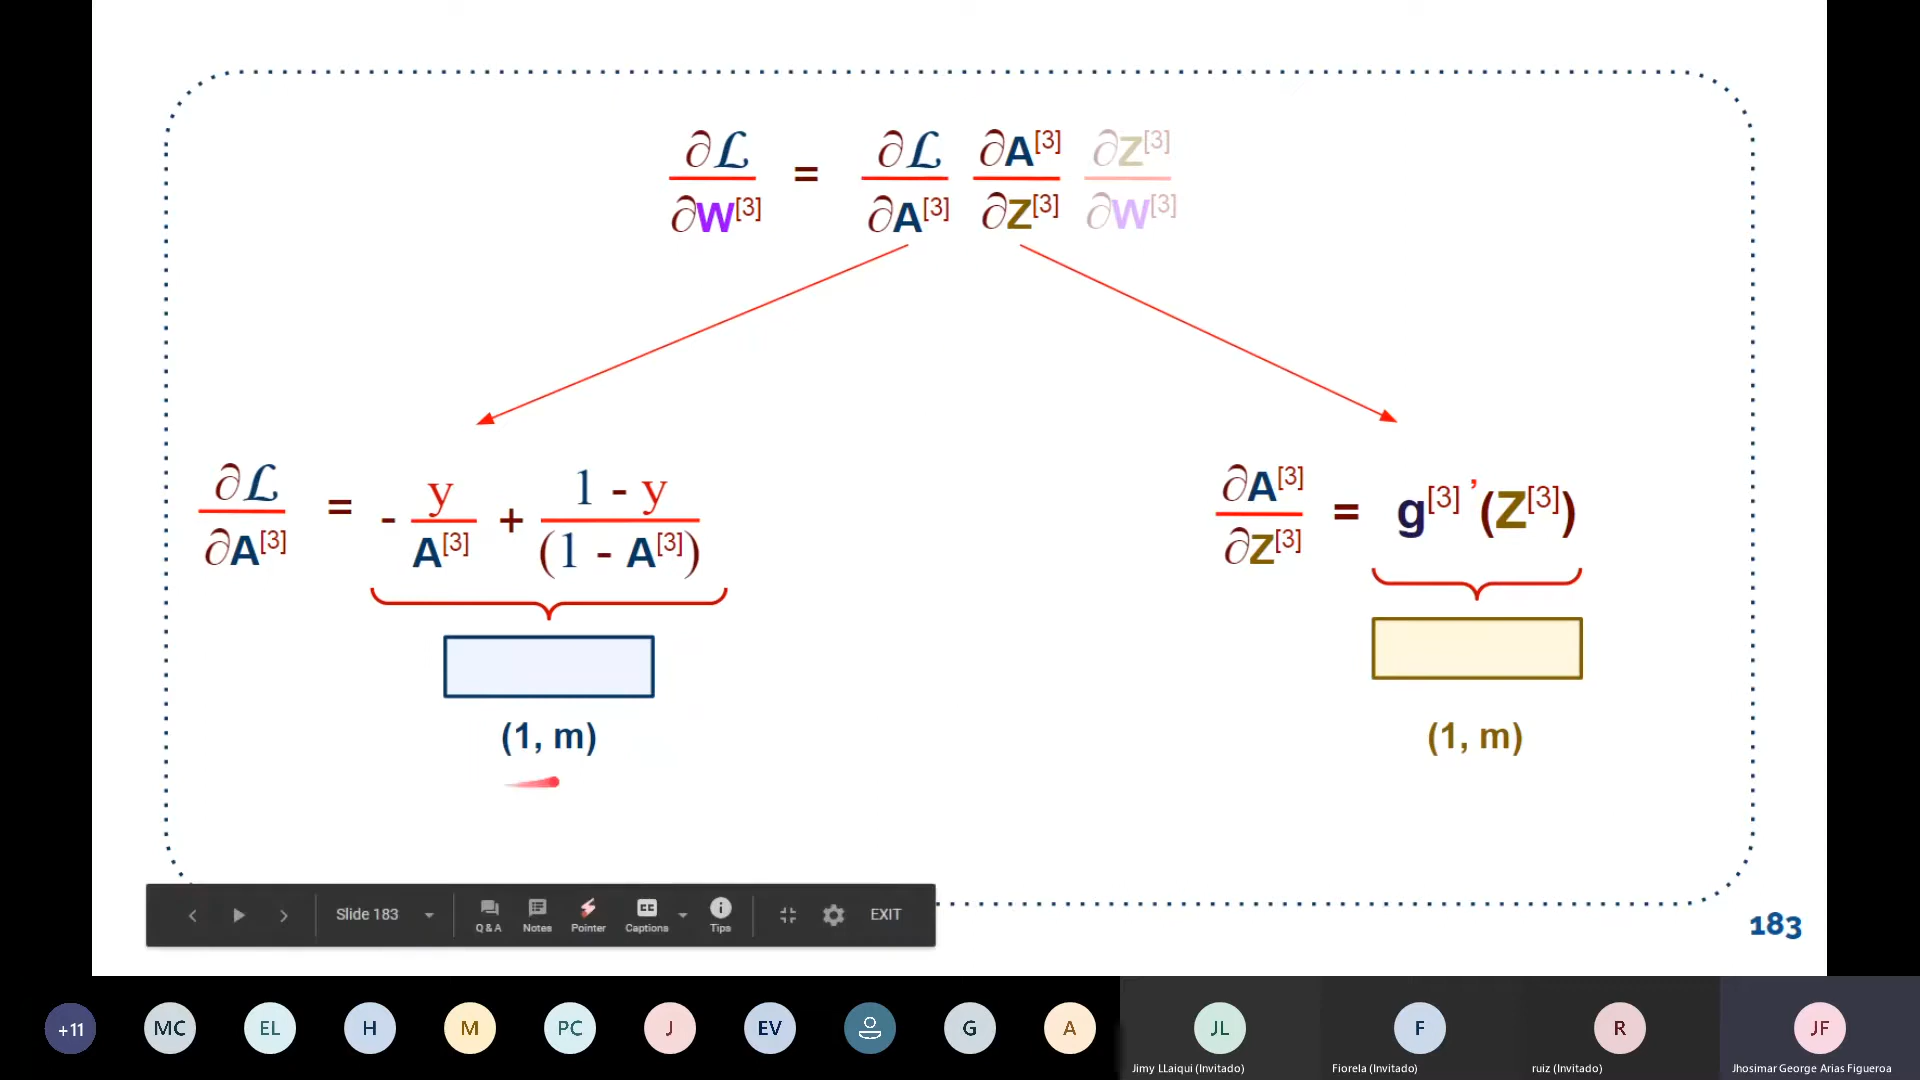 ∂ℒ/∂W[3] = ∂ℒ/∂A[3] ∂A[3]/∂Z[3] ∂Z[3]/∂W[3]
∂ℒ/∂A[3] = - y/A[3] + 1 - y/(1 - A[3])
∂A[3]/∂Z[3] = g[3]’(Z[3])
(1, m)
(1, m)
Slide 183
Q & A
Notes
Pointer
CC
Captions
Tips
EXIT
183
+11
MC
EL
H
M
PC
J
EV
G
A
JL
Jimy LLaiqui (Invitado)
F
Fiorela (Invitado)
R
ruiz (Invitado)
JF
Jhosimar George Arias Figueroa